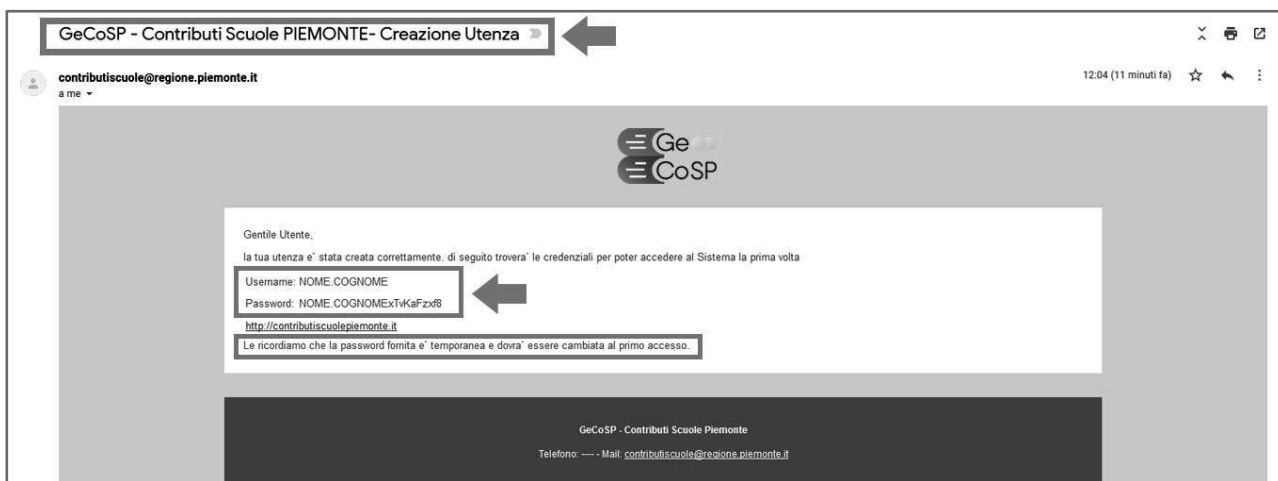 GeCoSP - Contributi Scuole PIEMONTE- Creazione Utenza
contributiscuole@regione.piemonte.it
12:04 (11 minuti fa)
a me
Ge
CoSP
Gentile Utente,
la tua utenza e` stata creata correttamente. di seguito trovera` le credenziali per poter accedere al Sistema la prima volta
Username: NOME.COGNOME
Password: NOME.COGNOMExTvKaFzxf8
http://contributiscuolepiemonte.it
Le ricordiamo che la password fornita e` temporanea e dovra` essere cambiata al primo accesso.
GeCoSP - Contributi Scuole Piemonte
Telefono: ---- - Mail: contributiscuole@regione.piemonte.it